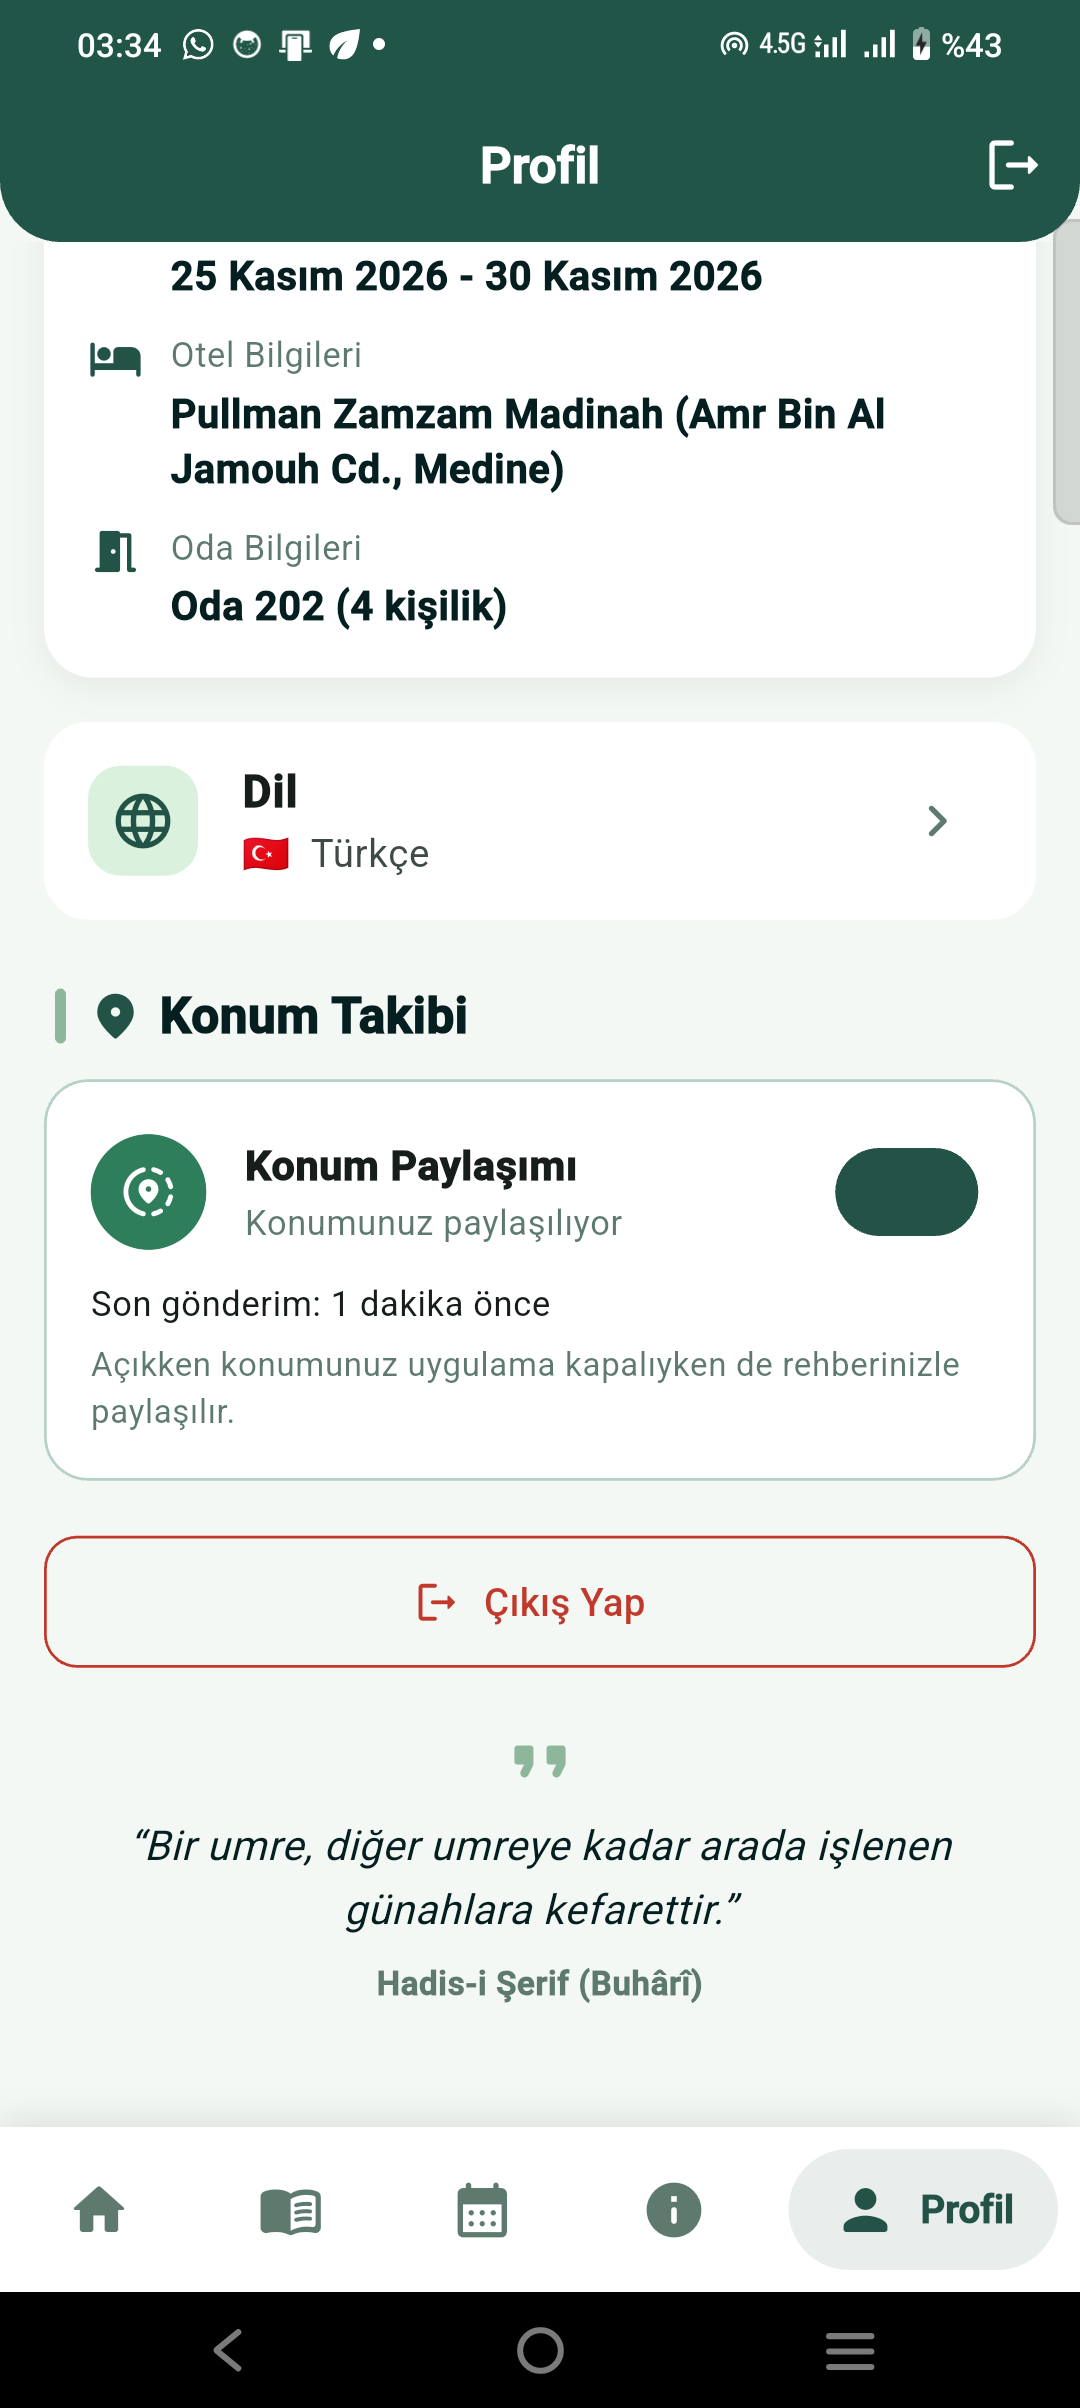 03:34
4.5G
%43
Profil
25 Kasım 2026 - 30 Kasım 2026
Otel Bilgileri
Pullman Zamzam Madinah (Amr Bin Al
Jamouh Cd., Medine)
Oda Bilgileri
Oda 202 (4 kişilik)
Dil
Türkçe
Konum Takibi
Konum Paylaşımı
Konumunuz paylaşılıyor
Son gönderim: 1 dakika önce
Açıkken konumunuz uygulama kapalıyken de rehberinizle
paylaşılır.
Çıkış Yap
“Bir umre, diğer umreye kadar arada işlenen
günahlara kefarettir.”
Hadis-i Şerif (Buhârî)
Profil